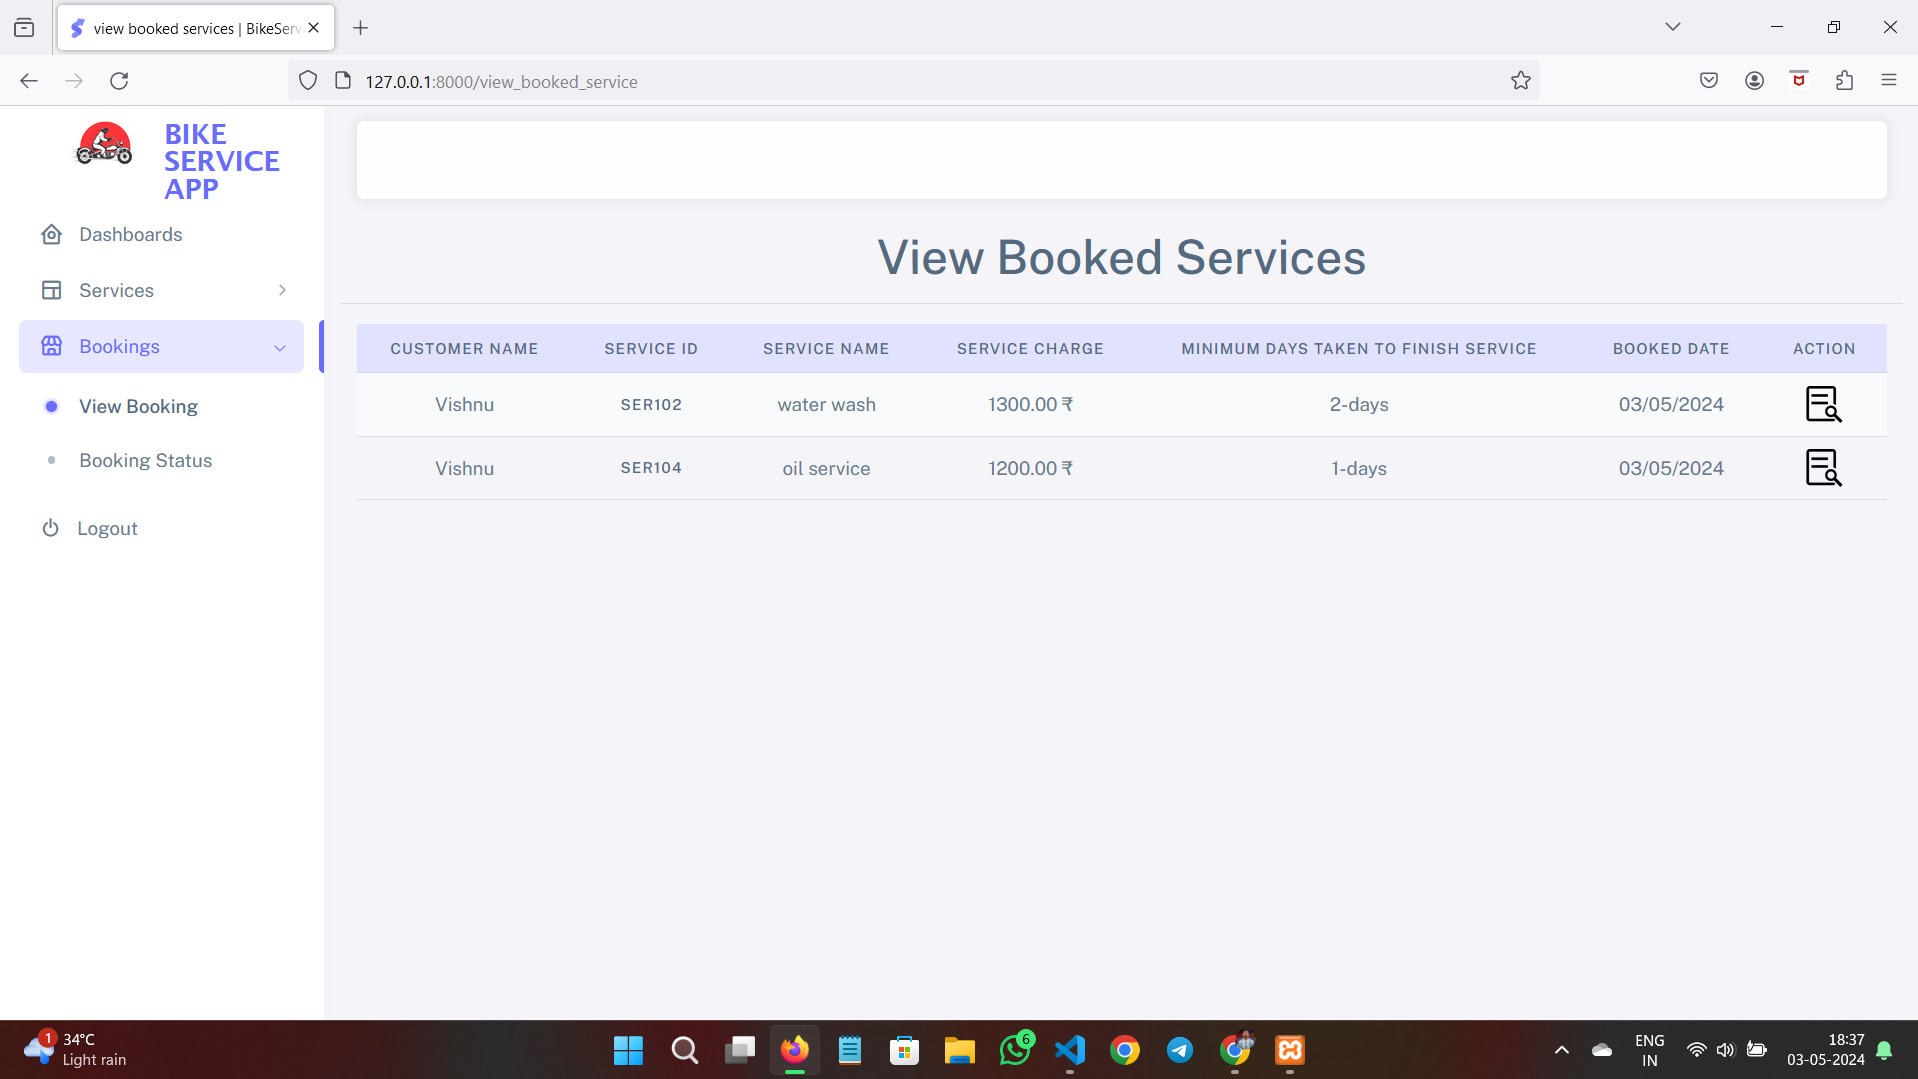 view booked services | BikeServ
127.0.0.1:8000/view_booked_service
BIKE
SERVICE
APP
Dashboards
Services
Bookings
View Booking
Booking Status
Logout
View Booked Services
CUSTOMER NAME SERVICE ID SERVICE NAME SERVICE CHARGE MINIMUM DAYS TAKEN TO FINISH SERVICE BOOKED DATE ACTION
Vishnu SER102 water wash 1300.00 ₹ 2-days 03/05/2024
Vishnu SER104 oil service 1200.00 ₹ 1-days 03/05/2024
1
34°C
Light rain
6
ENG
IN
18:37
03-05-2024